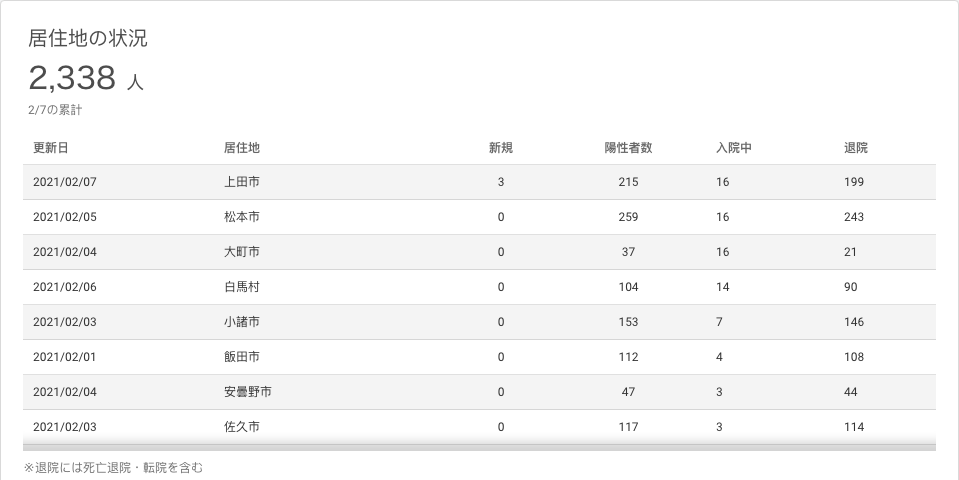 居住地の状況
2,338 人
2/7の累計
更新日 居住地 新規 陽性者数 入院中 退院
2021/02/07 上田市 3 215 16 199
2021/02/05 松本市 0 259 16 243
2021/02/04 大町市 0 37 16 21
2021/02/06 白馬村 0 104 14 90
2021/02/03 小諸市 0 153 7 146
2021/02/01 飯田市 0 112 4 108
2021/02/04 安曇野市 0 47 3 44
2021/02/03 佐久市 0 117 3 114
※退院には死亡退院・転院を含む